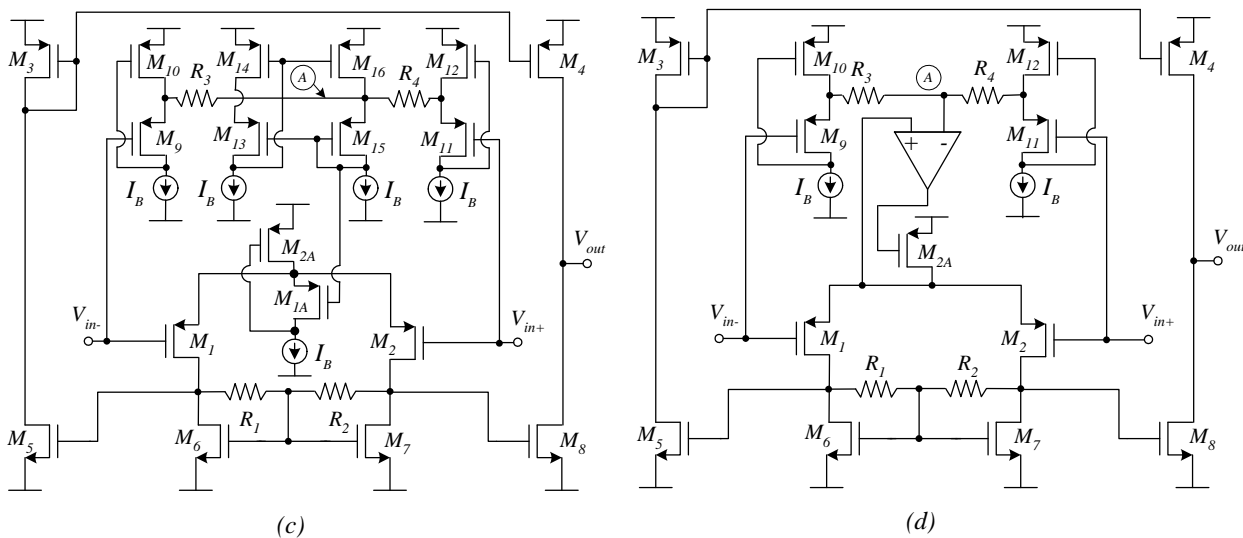 M3 M10 M14 M16 M12 M4
R3 A R4
M9 M13 M15 M11
IB IB IB IB
M2A
M1A
Vout
Vin- M1 IB M2 Vin+
R1 R2
M5 M6 M7 M8
(c)
M3 M10 M12 M4
R3 A R4
M9 + - M11
IB IB
M2A
Vout
Vin- M1 M2 Vin+
R1 R2
M5 M6 M7 M8
(d)